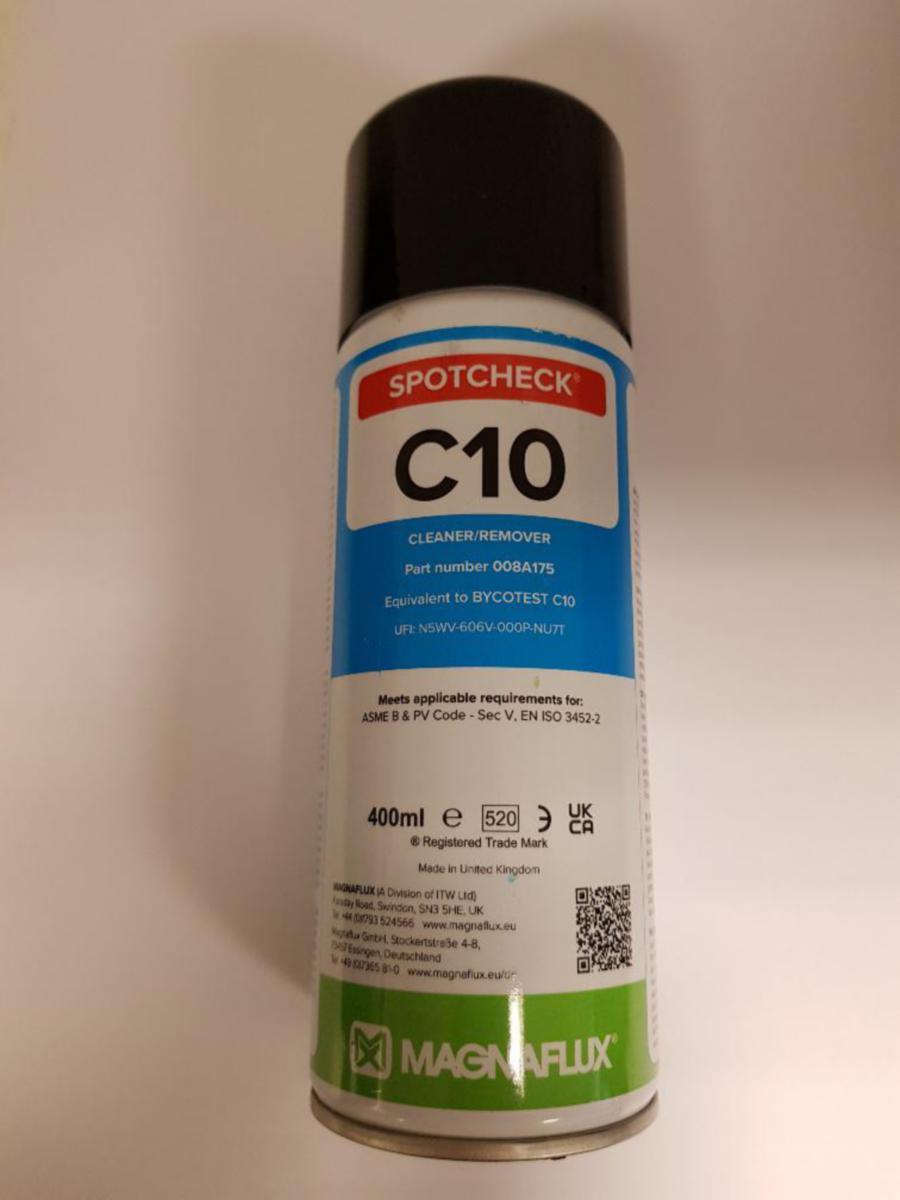 SPOTCHECK®
C10
CLEANER/REMOVER
Part number 008A175
Equivalent to BYCOTEST C10
UFI: N5WV-606V-000P-NU7T
Meets applicable requirements for:
ASME B & PV Code - Sec V, EN ISO 3452-2
400ml ℮ 520 UK CA
® Registered Trade Mark
Made in United Kingdom
MAGNAFLUX (A Division of ITW Ltd)
Faraday Road, Swindon, SN3 5HE, UK
Tel. +44 (0)1793 524566 www.magnaflux.eu
Magnaflux GmbH, Stockertstraße 4-8,
Essingen, Deutschland
Tel +49 (0)7365 81-0 www.magnaflux.eu/de
MAGNAFLUX®